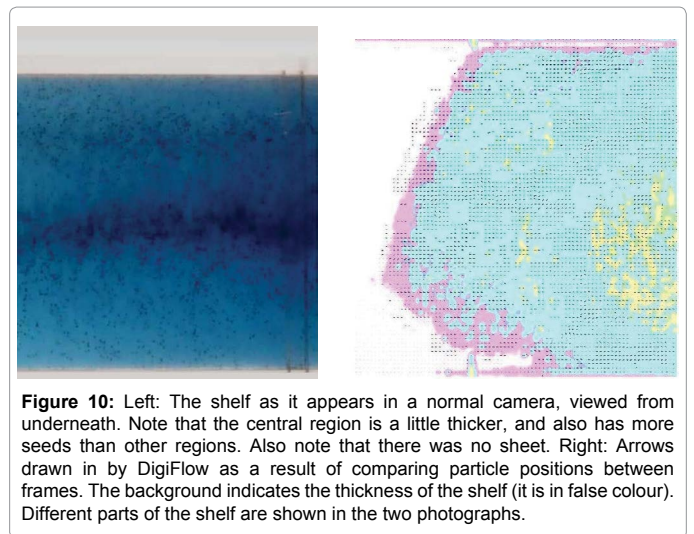 Figure 10: Left: The shelf as it appears in a normal camera, viewed from
underneath. Note that the central region is a little thicker, and also has more
seeds than other regions. Also note that there was no sheet. Right: Arrows
drawn in by DigiFlow as a result of comparing particle positions between
frames. The background indicates the thickness of the shelf (it is in false colour).
Different parts of the shelf are shown in the two photographs.